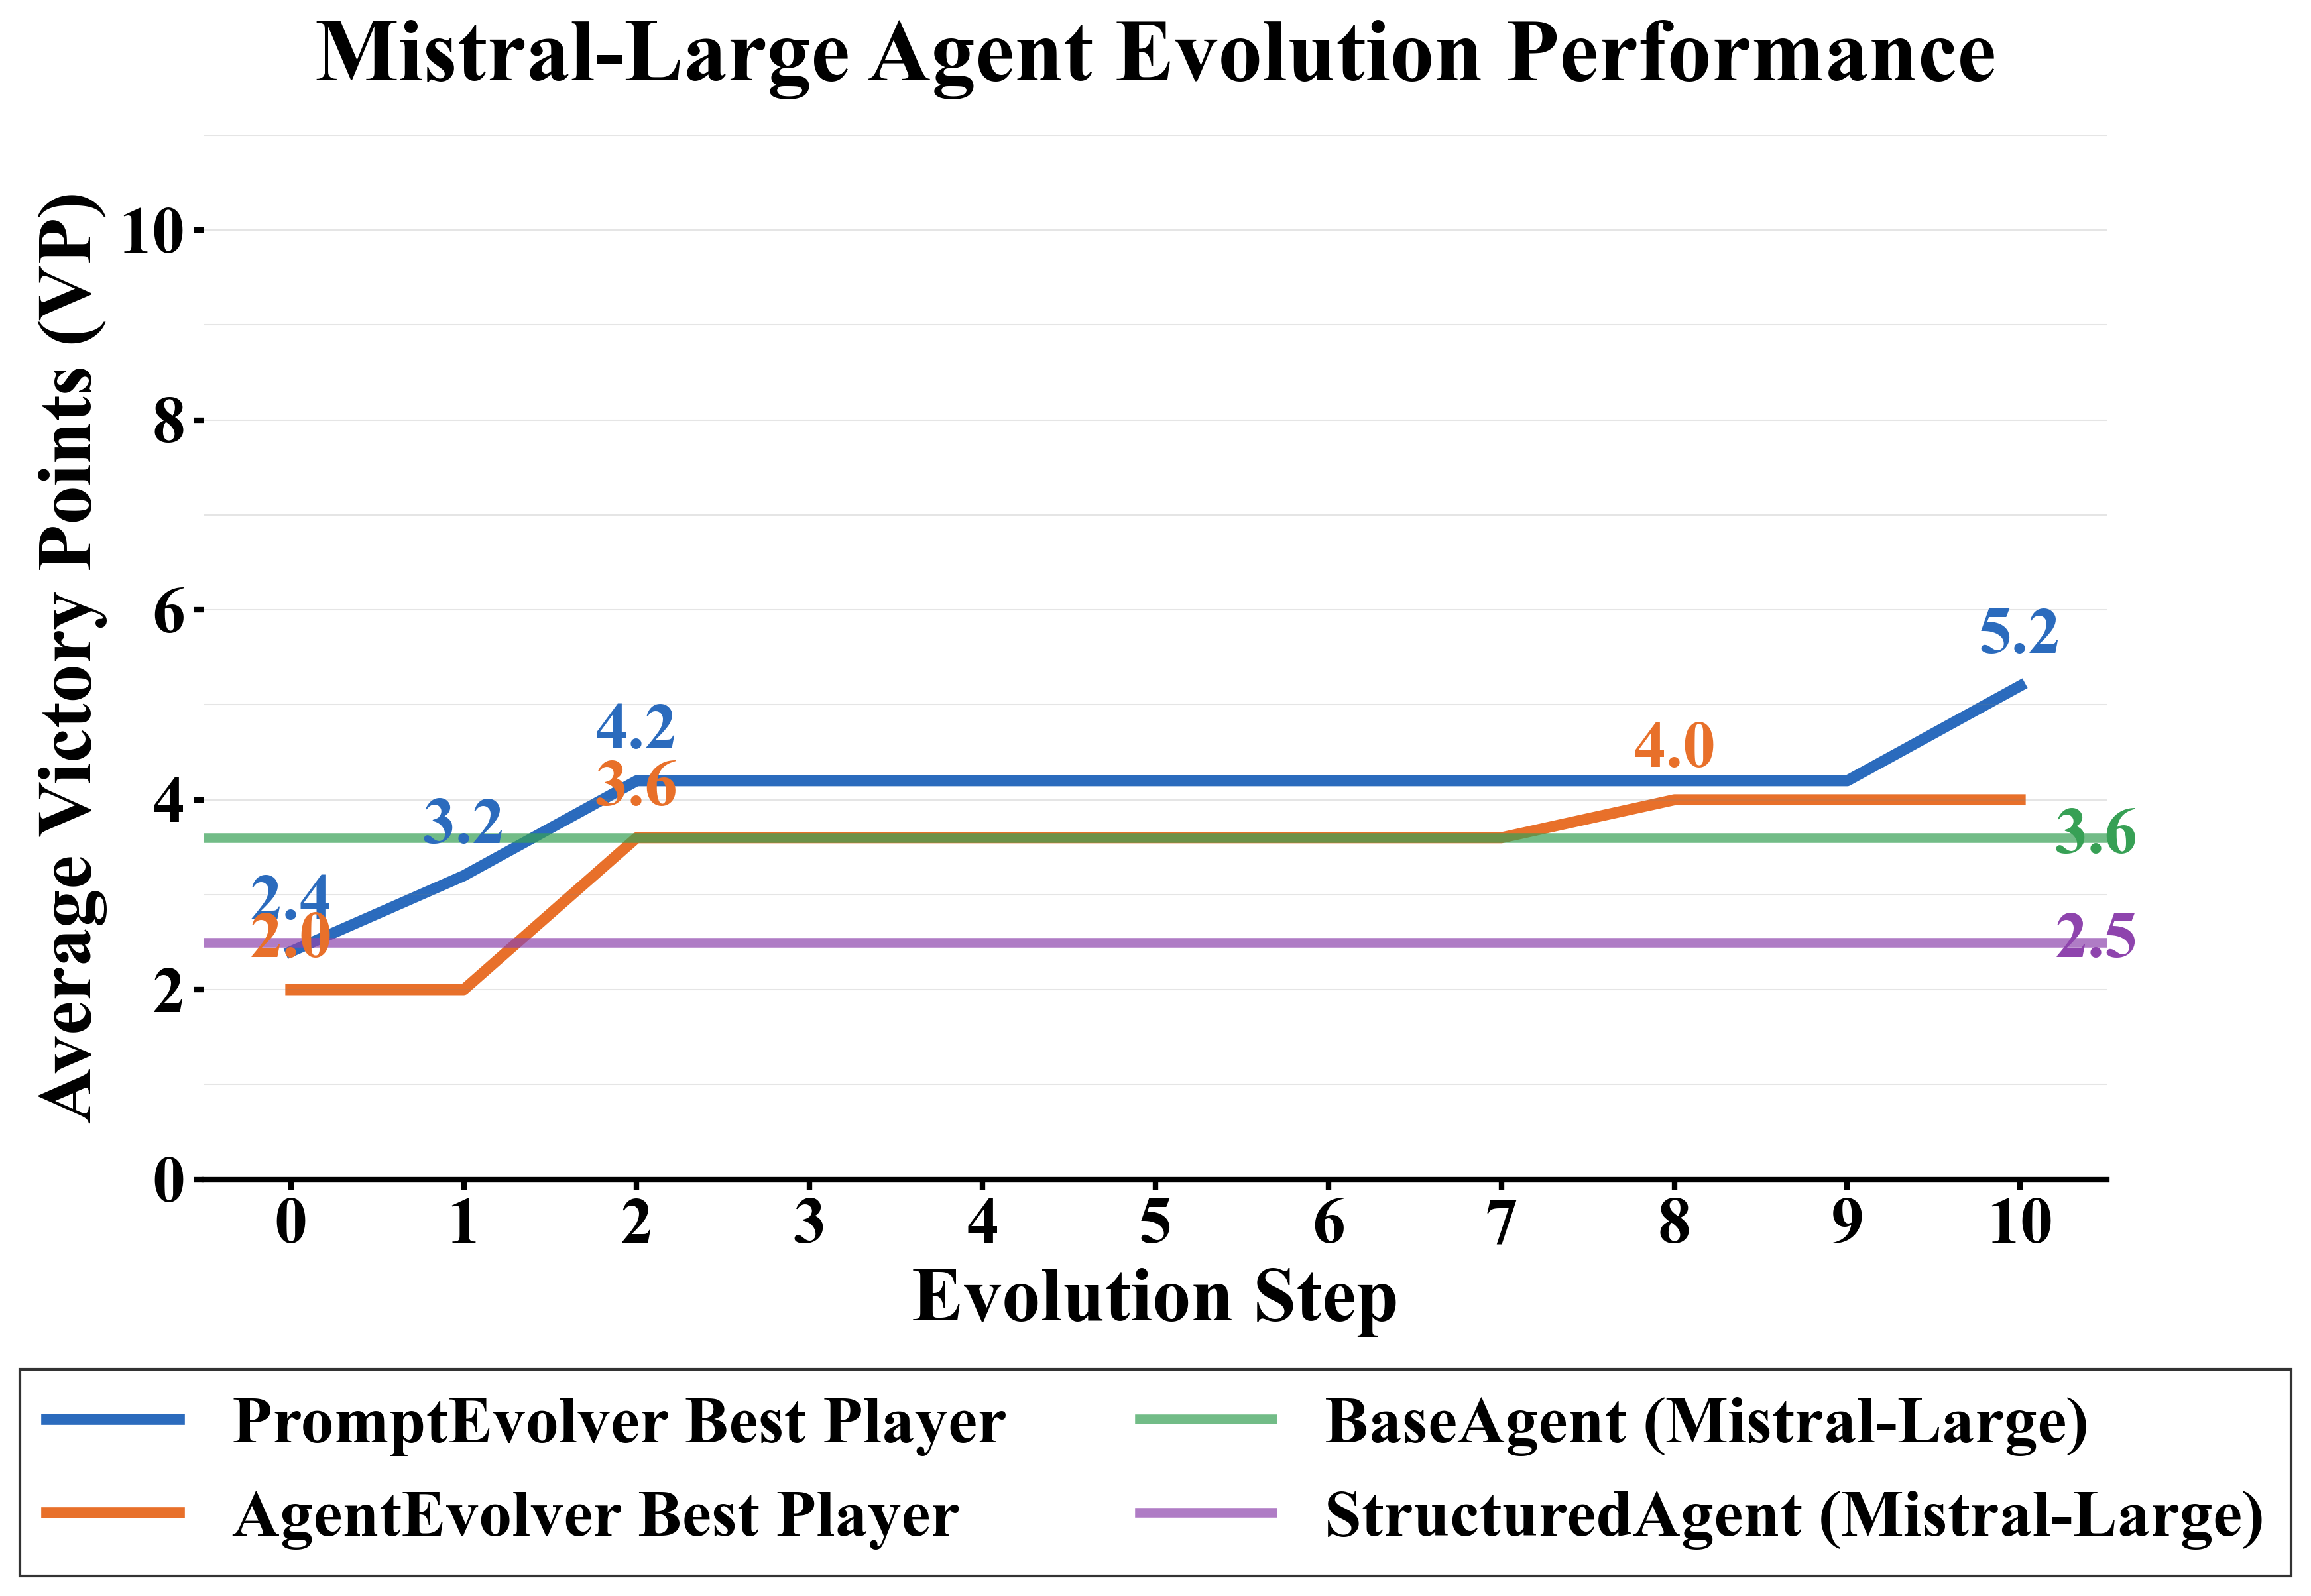 Mistral-Large Agent Evolution Performance
Average Victory Points (VP)
10
8
6
4
2
0
5.2
4.2
4.0
3.6
3.2
3.6
2.4
2.0
2.5
0 1 2 3 4 5 6 7 8 9 10
Evolution Step
PromptEvolver Best Player
AgentEvolver Best Player
BaseAgent (Mistral-Large)
StructuredAgent (Mistral-Large)